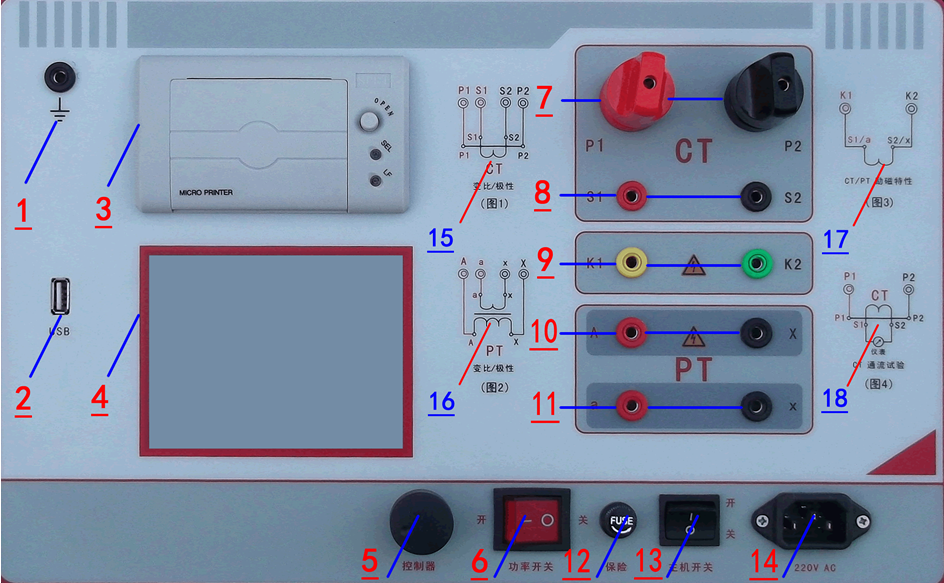 P1 S1 S2 P2
S1 S2
P1 P2
CT
变比/极性
(图1)
15
A a x X
a x
A X
PT
变比/极性
(图2)
16
1
2
OPEN
SEL
LF
MICRO PRINTER
3
4
USB
7
P1 CT P2
8
S1 S2
9
K1 K2
10
A X
PT
11
a x
K1 K2
S1/a S2/x
CT/PT 励磁特性
(图3)
17
P1 P2
CT
P1 P2
S1 S2
仪表
CT 通流试验
(图4)
18
5
控制器
开 关
6
功率开关
FUSE
12
保险
开
关
13
主机开关
14
220V AC